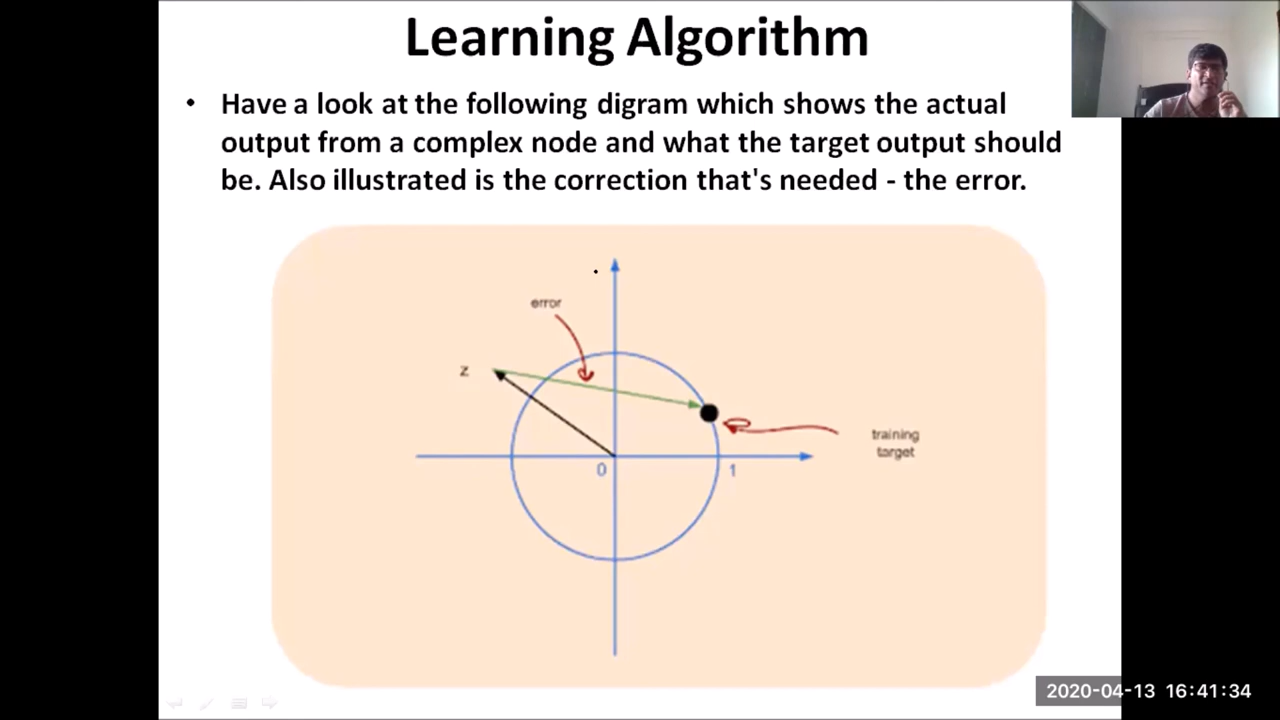 Learning Algorithm
• Have a look at the following digram which shows the actual
output from a complex node and what the target output should
be. Also illustrated is the correction that's needed - the error.
error
z
training
target
0
1
2020-04-13 16:41:34